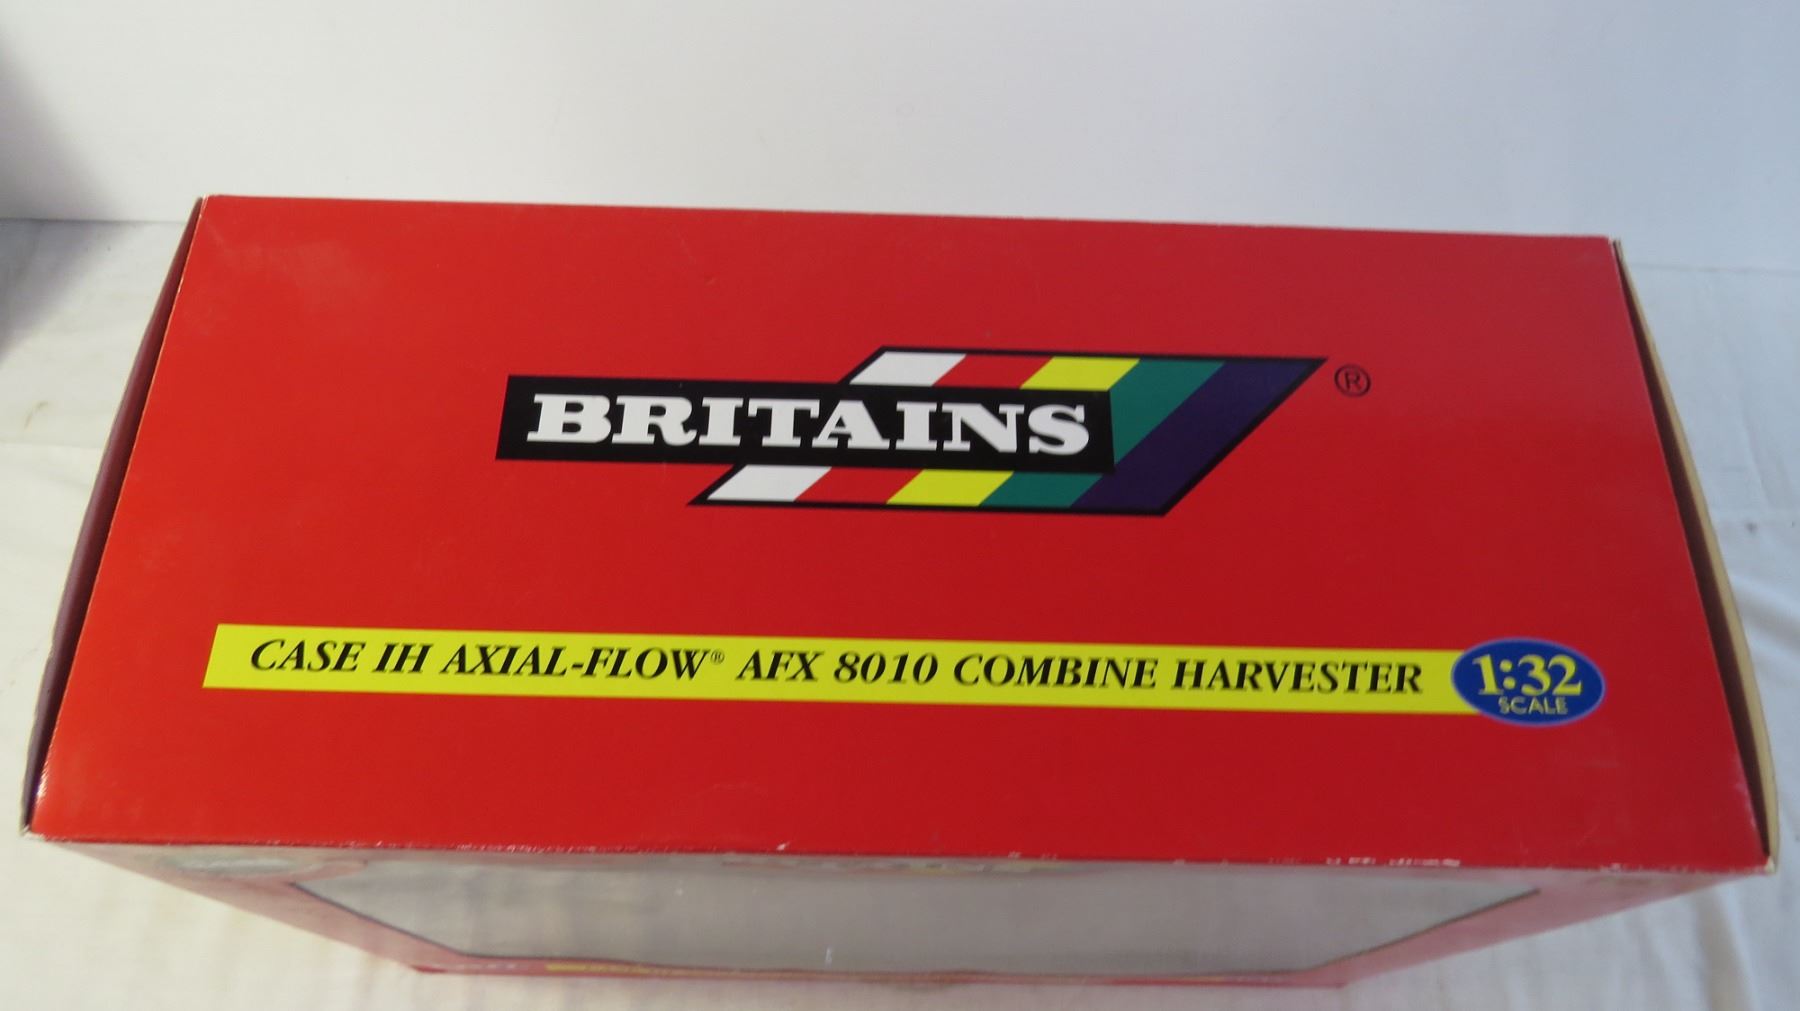 BRITAINS ®
CASE IH AXIAL-FLOW® AFX 8010 COMBINE HARVESTER
1:32
SCALE